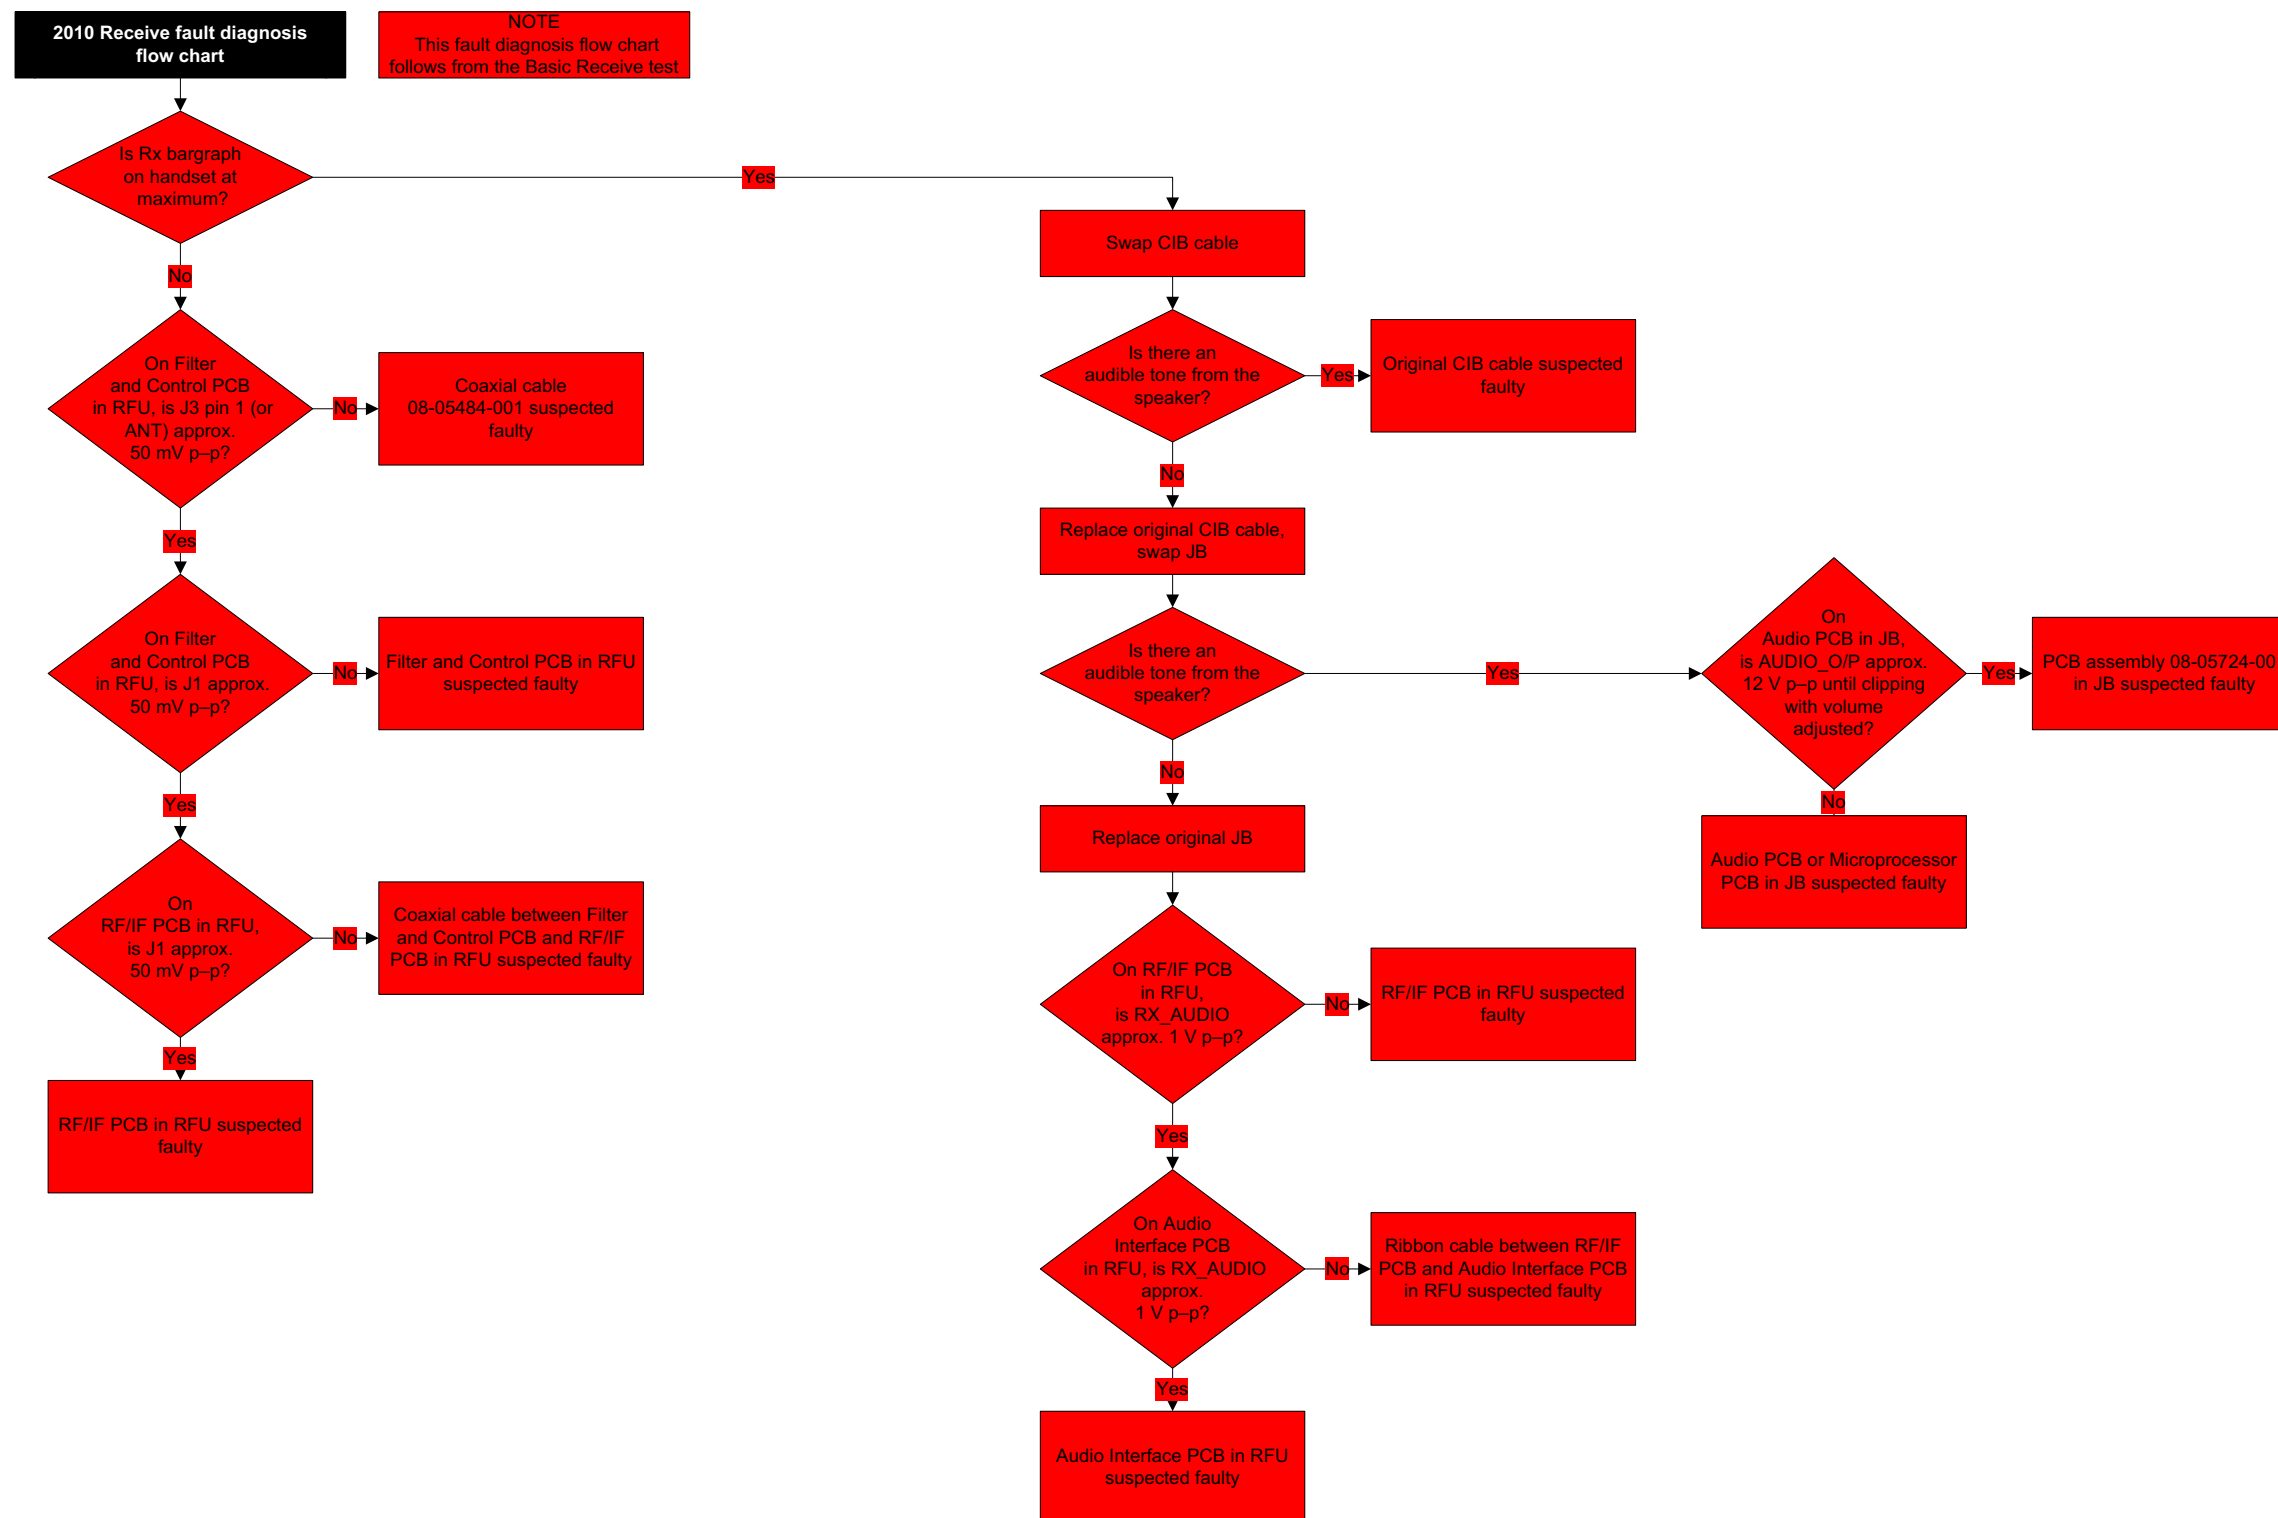 2010 Receive fault diagnosis
flow chart
NOTE
This fault diagnosis flow chart
follows from the Basic Receive test
Is Rx bargraph
on handset at
maximum?
Yes
No
Swap CIB cable
On Filter
and Control PCB
in RFU, is J3 pin 1 (or
ANT) approx.
50 mV p–p?
No
Coaxial cable
08-05484-001 suspected
faulty
Yes
Is there an
audible tone from the
speaker?
Yes
Original CIB cable suspected
faulty
No
Replace original CIB cable,
swap JB
On Filter
and Control PCB
in RFU, is J1 approx.
50 mV p–p?
No
Filter and Control PCB in RFU
suspected faulty
Yes
Is there an
audible tone from the
speaker?
Yes
On
Audio PCB in JB,
is AUDIO_O/P approx.
12 V p–p until clipping
with volume
adjusted?
Yes
PCB assembly 08-05724-00
in JB suspected faulty
No
No
Audio PCB or Microprocessor
PCB in JB suspected faulty
Replace original JB
On
RF/IF PCB in RFU,
is J1 approx.
50 mV p–p?
No
Coaxial cable between Filter
and Control PCB and RF/IF
PCB in RFU suspected faulty
Yes
RF/IF PCB in RFU suspected
faulty
On RF/IF PCB
in RFU,
is RX_AUDIO
approx. 1 V p–p?
No
RF/IF PCB in RFU suspected
faulty
Yes
On Audio
Interface PCB
in RFU, is RX_AUDIO
approx.
1 V p–p?
No
Ribbon cable between RF/IF
PCB and Audio Interface PCB
in RFU suspected faulty
Yes
Audio Interface PCB in RFU
suspected faulty